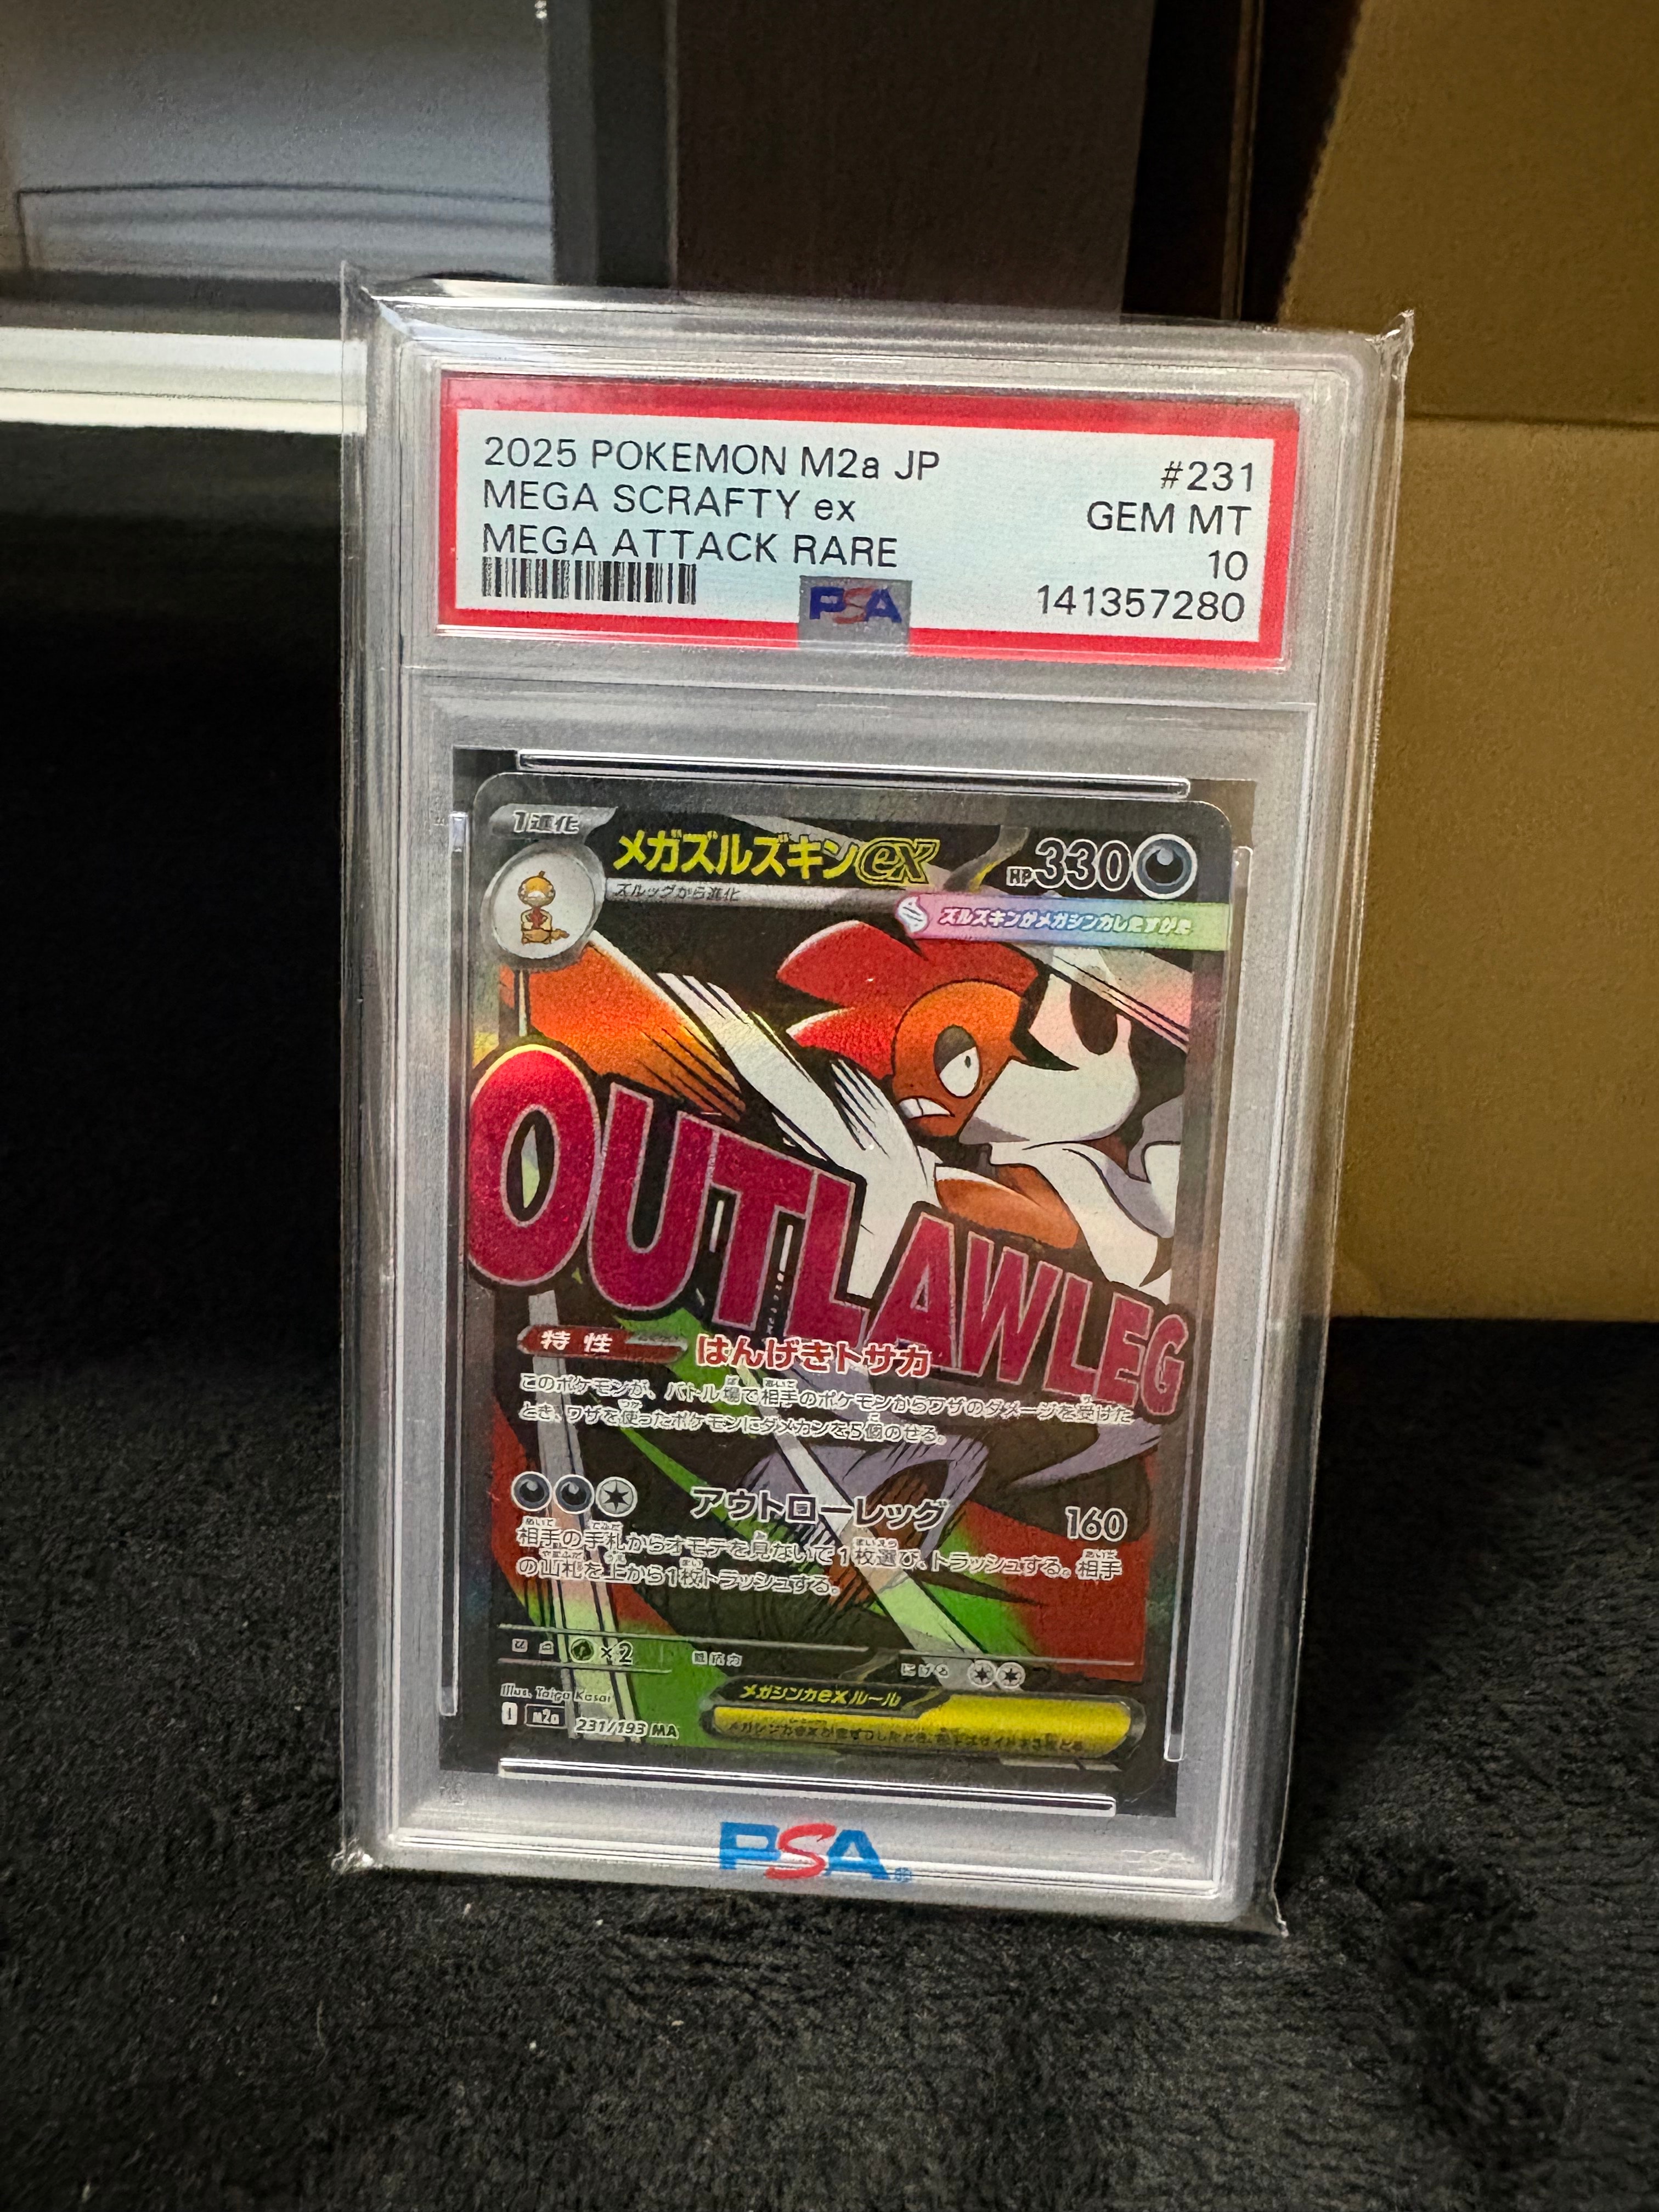 2025 POKEMON M2a JP #231
MEGA SCRAFTY ex GEM MT
MEGA ATTACK RARE 10
PSA 141357280
1進化
メガズルズキンex HP330
ズルッグから進化
ズルズキンがメガシンカしたすがた
OUTLAW LEG
特性 はんげきトサカ
このポケモンが、バトル場で相手のポケモンからワザのダメージを受けた
とき、ワザを使ったポケモンにダメカンを5個のせる。
アウトローレッグ 160
相手の手札からオモテを見ないで1枚選び、トラッシュする。相手
の山札を上から1枚トラッシュする。
×2 抵抗力 にげる
Illus. Taiga Kasai
メガシンカexルール
I M2a 231/193 MA
PSA